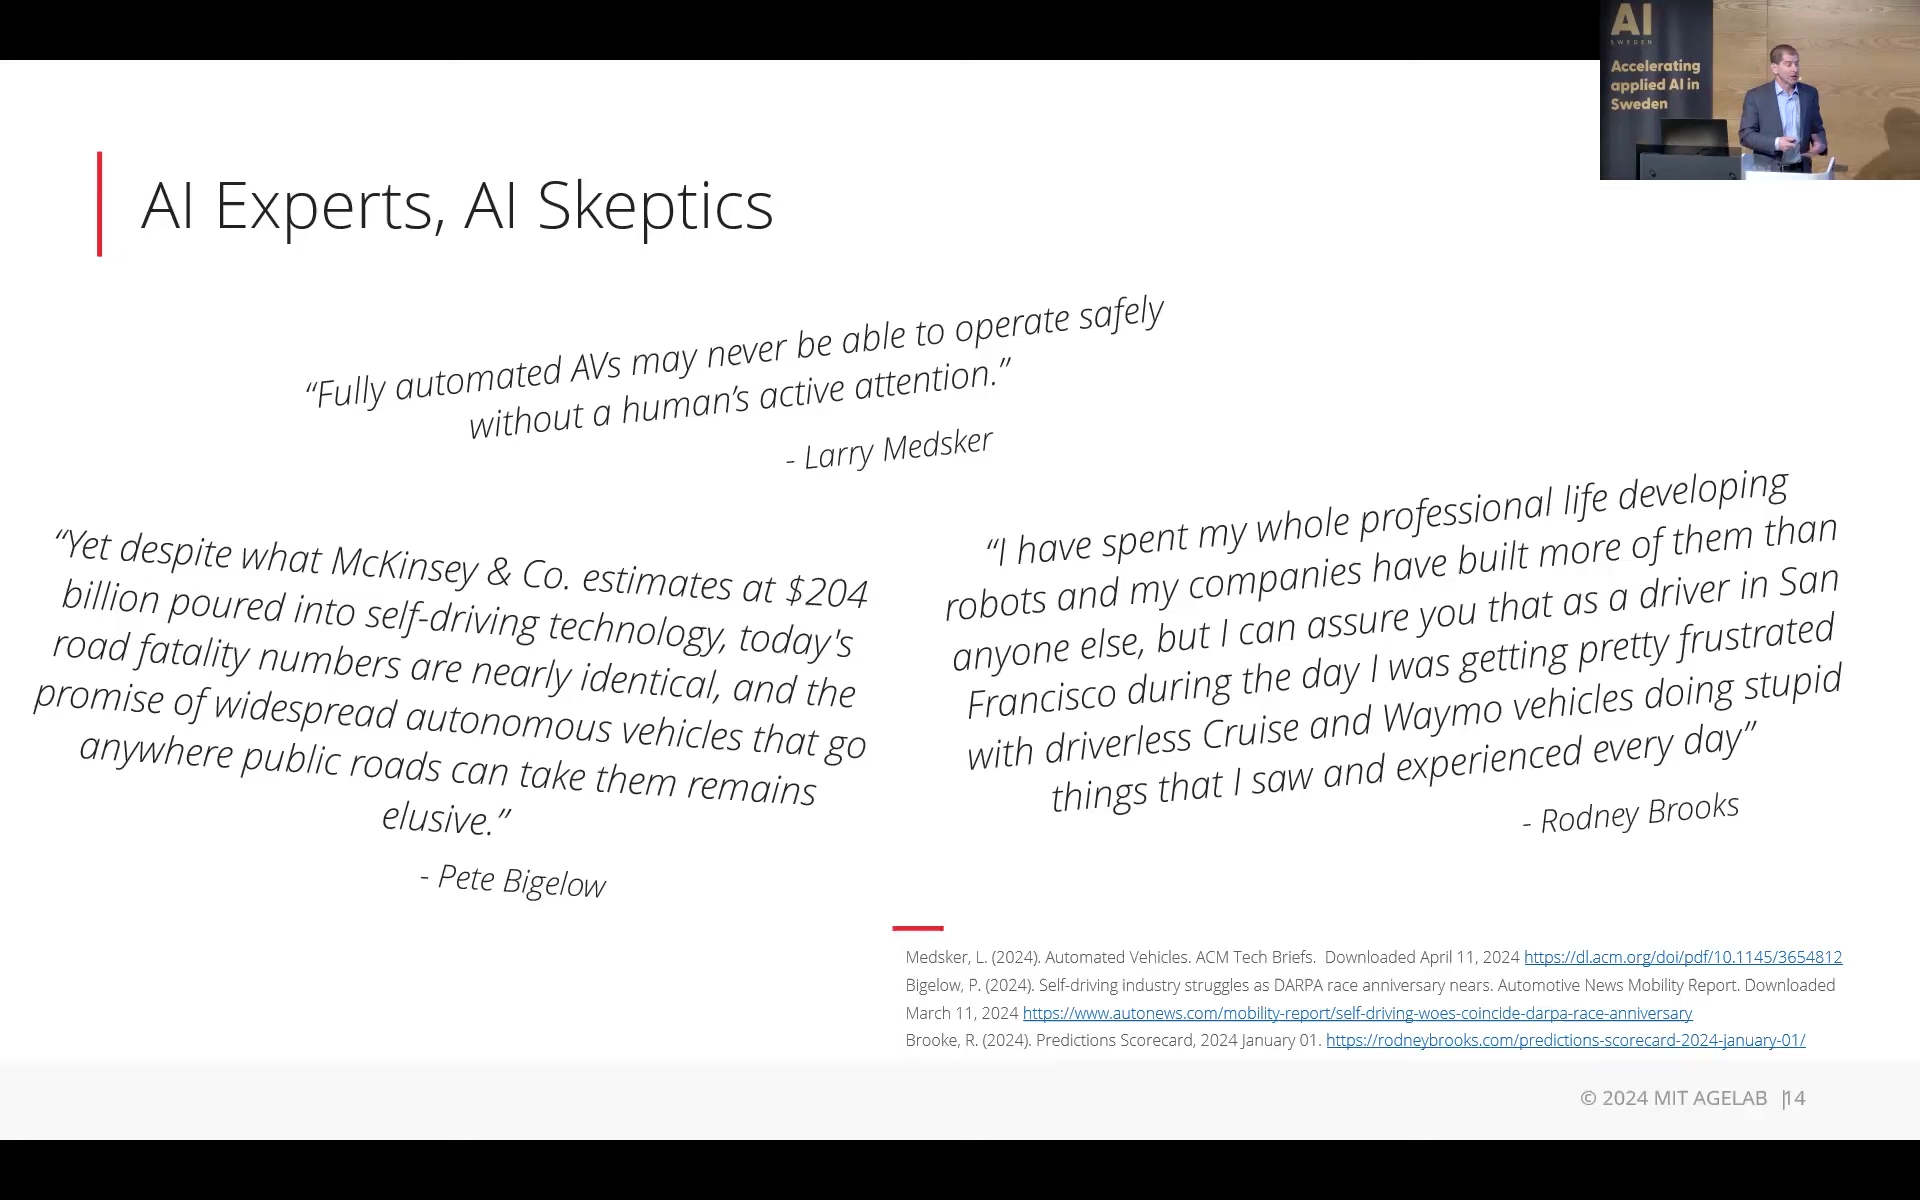 AI
SWEDEN
Accelerating
applied AI in
Sweden
AI Experts, AI Skeptics
“Fully automated AVs may never be able to operate safely
without a human’s active attention.”
- Larry Medsker
“Yet despite what McKinsey & Co. estimates at $204
billion poured into self-driving technology, today's
road fatality numbers are nearly identical, and the
promise of widespread autonomous vehicles that go
anywhere public roads can take them remains
elusive.”
- Pete Bigelow
“I have spent my whole professional life developing
robots and my companies have built more of them than
anyone else, but I can assure you that as a driver in San
Francisco during the day I was getting pretty frustrated
with driverless Cruise and Waymo vehicles doing stupid
things that I saw and experienced every day”
- Rodney Brooks
Medsker, L. (2024). Automated Vehicles. ACM Tech Briefs. Downloaded April 11, 2024 https://dl.acm.org/doi/pdf/10.1145/3654812
Bigelow, P. (2024). Self-driving industry struggles as DARPA race anniversary nears. Automotive News Mobility Report. Downloaded
March 11, 2024 https://www.autonews.com/mobility-report/self-driving-woes-coincide-darpa-race-anniversary
Brooke, R. (2024). Predictions Scorecard, 2024 January 01. https://rodneybrooks.com/predictions-scorecard-2024-january-01/
© 2024 MIT AGELAB |14